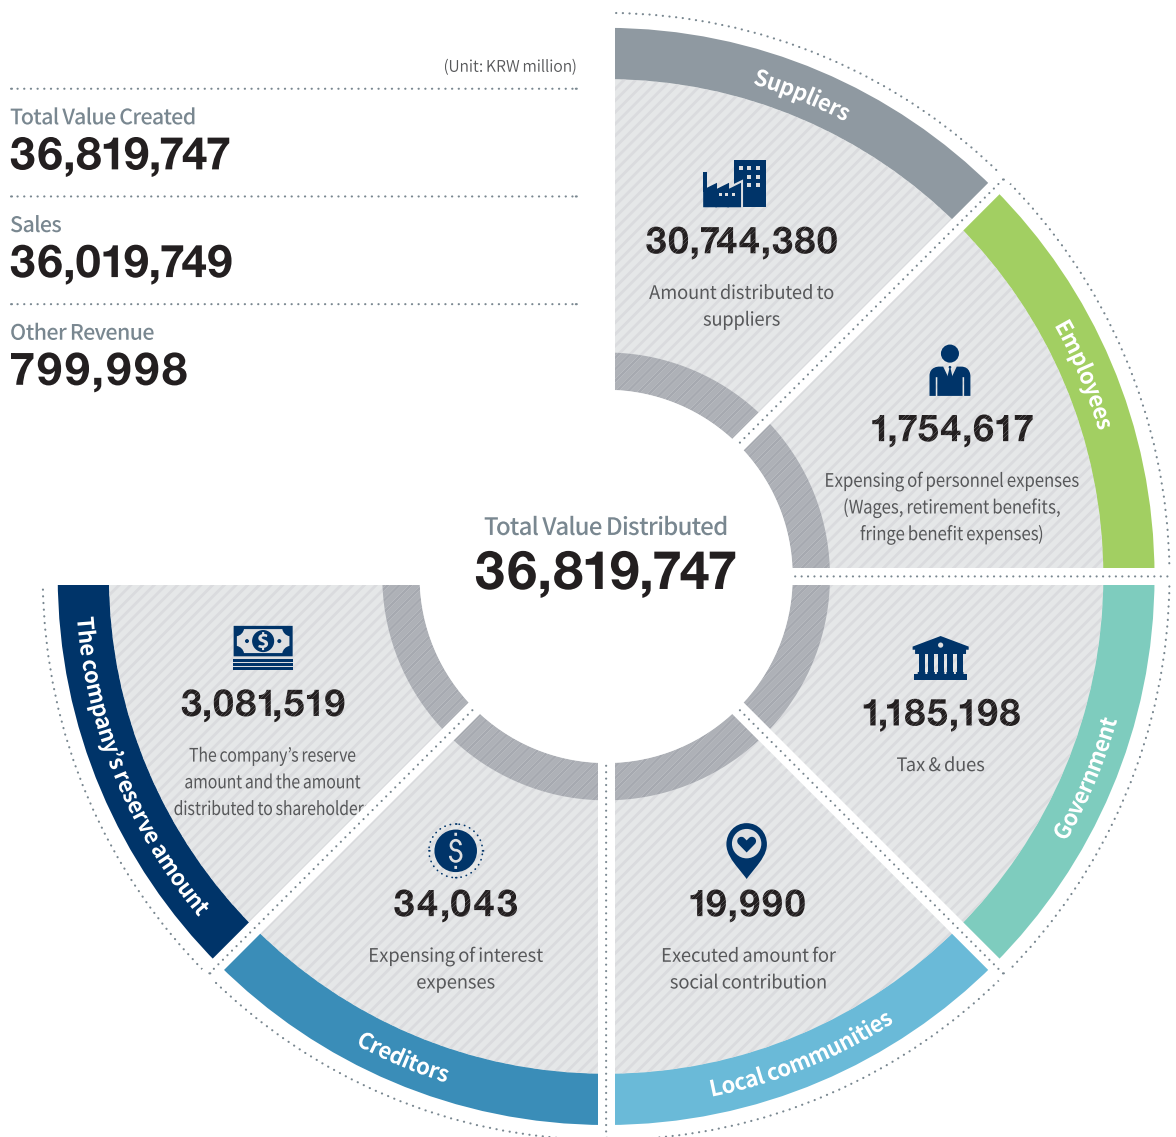 (Unit: KRW million)
Total Value Created
36,819,747
Sales
36,019,749
Other Revenue
799,998
Suppliers
30,744,380
Amount distributed to
suppliers
Employees
1,754,617
Expensing of personnel expenses
(Wages, retirement benefits,
fringe benefit expenses)
Total Value Distributed
36,819,747
Government
1,185,198
Tax & dues
Local communities
19,990
Executed amount for
social contribution
Creditors
34,043
Expensing of interest
expenses
The company's reserve amount
3,081,519
The company's reserve
amount and the amount
distributed to shareholder